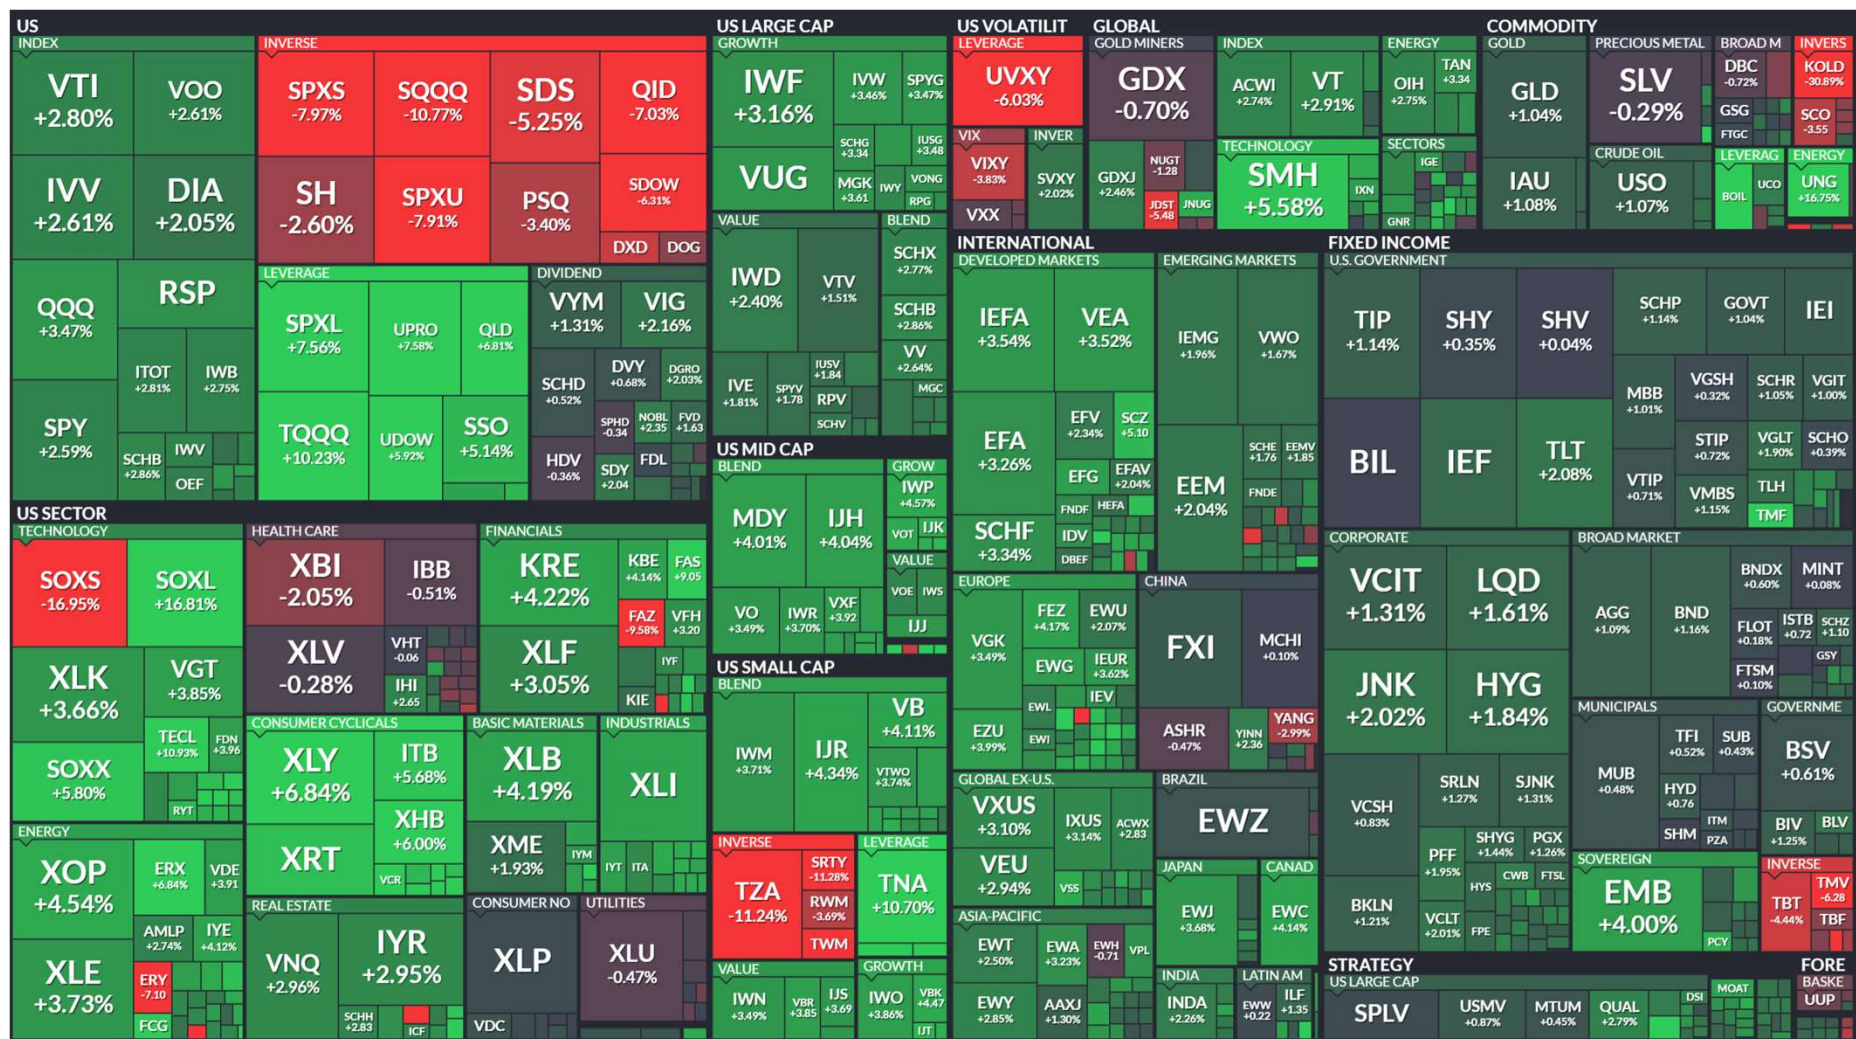 US
INDEX
VTI
+2.80%
VOO
+2.61%
IVV
+2.61%
DIA
+2.05%
QQQ
+3.47%
RSP
ITOT
+2.81%
IWB
+2.75%
SPY
+2.59%
SCHB
+2.86%
IWV
OEF
INVERSE
SPXS
-7.97%
SQQQ
-10.77%
SDS
-5.25%
QID
-7.03%
SH
-2.60%
SPXU
-7.91%
PSQ
-3.40%
SDOW
-6.31%
DXD
DOG
LEVERAGE
SPXL
+7.56%
UPRO
+7.58%
QLD
+6.81%
TQQQ
+10.23%
UDOW
+5.92%
SSO
+5.14%
DIVIDEND
VYM
+1.31%
VIG
+2.16%
SCHD
+0.52%
DVY
+0.68%
DGRO
+2.03%
SPHD
-0.34
NOBL
+2.35
FVD
+1.63
HDV
-0.36%
SDY
+2.04
FDL
US SECTOR
TECHNOLOGY
SOXS
-16.95%
SOXL
+16.81%
XLK
+3.66%
VGT
+3.85%
TECL
+10.93%
FDN
+3.96
SOXX
+5.80%
RYT
ENERGY
XOP
+4.54%
ERX
+6.84%
VDE
+3.91
AMLP
+2.74%
IYE
+4.12%
XLE
+3.73%
ERY
-7.10
FCG
HEALTH CARE
XBI
-2.05%
IBB
-0.51%
XLV
-0.28%
VHT
-0.06
IHI
+2.65
FINANCIALS
KRE
+4.22%
KBE
+4.14%
FAS
+9.05
FAZ
-9.58%
VFH
+3.20
XLF
+3.05%
IYF
KIE
CONSUMER CYCLICALS
XLY
+6.84%
ITB
+5.68%
XHB
+6.00%
XRT
VCR
BASIC MATERIALS
XLB
+4.19%
XME
+1.93%
IYM
INDUSTRIALS
XLI
IYT
ITA
REAL ESTATE
VNQ
+2.96%
IYR
+2.95%
SCHH
+2.83
ICF
CONSUMER NO
XLP
VDC
UTILITIES
XLU
-0.47%
US LARGE CAP
GROWTH
IWF
+3.16%
IVW
+3.46%
SPYG
+3.47%
SCHG
+3.34
IUSG
+3.48
VUG
MGK
+3.61
IWY
VONG
RPG
VALUE
IWD
+2.40%
VTV
+1.51%
IVE
+1.81%
SPYV
+1.78
IUSV
+1.84
RPV
SCHV
BLEND
SCHX
+2.77%
SCHB
+2.86%
VV
+2.64%
MGC
US MID CAP
BLEND
MDY
+4.01%
IJH
+4.04%
VO
+3.49%
IWR
+3.70%
VXF
+3.92
GROW
IWP
+4.57%
VOT
IJK
VALUE
VOE
IWS
IJJ
US SMALL CAP
BLEND
IWM
+3.71%
IJR
+4.34%
VB
+4.11%
VTWO
+3.74%
INVERSE
TZA
-11.24%
SRTY
-11.28%
RWM
-3.69%
TWM
LEVERAGE
TNA
+10.70%
VALUE
IWN
+3.49%
VBR
+3.85
IJS
+3.69
GROWTH
IWO
+3.86%
VBK
+4.47
IJT
US VOLATILIT
LEVERAGE
UVXY
-6.03%
VIX
VIXY
-3.83%
VXX
INVER
SVXY
+2.02%
GLOBAL
GOLD MINERS
GDX
-0.70%
GDXJ
+2.46%
NUGT
-1.28
JDST
-5.48
JNUG
INDEX
ACWI
+2.74%
VT
+2.91%
TECHNOLOGY
SMH
+5.58%
IXN
ENERGY
OIH
+2.75%
TAN
+3.34
SECTORS
IGE
GNR
COMMODITY
GOLD
GLD
+1.04%
IAU
+1.08%
PRECIOUS METAL
SLV
-0.29%
CRUDE OIL
USO
+1.07%
BROAD M
DBC
-0.72%
GSG
FTGC
INVERS
KOLD
-30.89%
SCO
-3.55
LEVERAG
BOIL
UCO
ENERGY
UNG
+16.75%
INTERNATIONAL
DEVELOPED MARKETS
IEFA
+3.54%
VEA
+3.52%
EFA
+3.26%
EFV
+2.34%
SCZ
+5.10
EFG
EFAV
+2.04%
FNDF
HEFA
SCHF
+3.34%
IDV
DBEF
EMERGING MARKETS
IEMG
+1.96%
VWO
+1.67%
EEM
+2.04%
SCHE
+1.76
EEMV
+1.85
FNDE
EUROPE
VGK
+3.49%
FEZ
+4.17%
EWU
+2.07%
EWG
IEUR
+3.62%
IEV
EWL
EZU
+3.99%
EWI
CHINA
FXI
MCHI
+0.10%
ASHR
-0.47%
YINN
+2.36
YANG
-2.99%
GLOBAL EX-U.S.
VXUS
+3.10%
IXUS
+3.14%
ACWX
+2.83
VEU
+2.94%
VSS
BRAZIL
EWZ
JAPAN
EWJ
+3.68%
CANAD
EWC
+4.14%
ASIA-PACIFIC
EWT
+2.50%
EWA
+3.23%
EWH
-0.71
VPL
EWY
+2.85%
AAXJ
+1.30%
INDIA
INDA
+2.26%
LATIN AM
EWW
+0.22
ILF
+1.35
FIXED INCOME
U.S. GOVERNMENT
TIP
+1.14%
SHY
+0.35%
SHV
+0.04%
SCHP
+1.14%
GOVT
+1.04%
IEI
BIL
IEF
TLT
+2.08%
MBB
+1.01%
VGSH
+0.32%
SCHR
+1.05%
VGIT
+1.00%
STIP
+0.72%
VGLT
+1.90%
SCHO
+0.39%
VTIP
+0.71%
VMBS
+1.15%
TLH
TMF
CORPORATE
VCIT
+1.31%
LQD
+1.61%
JNK
+2.02%
HYG
+1.84%
VCSH
+0.83%
SRLN
+1.27%
SJNK
+1.31%
PFF
+1.95%
SHYG
+1.44%
PGX
+1.26%
HYS
CWB
FTSL
BKLN
+1.21%
VCLT
+2.01%
FPE
BROAD MARKET
AGG
+1.09%
BND
+1.16%
BNDX
+0.60%
MINT
+0.08%
FLOT
+0.18%
ISTB
+0.72
SCHZ
+1.10
FTSM
+0.10%
GSY
MUNICIPALS
MUB
+0.48%
TFI
+0.52%
SUB
+0.43%
HYD
+0.76
ITM
SHM
PZA
GOVERNME
BSV
+0.61%
BIV
+1.25%
BLV
SOVEREIGN
EMB
+4.00%
PCY
INVERSE
TBT
-4.44%
TMV
-6.28
TBF
STRATEGY
US LARGE CAP
SPLV
USMV
+0.87%
MTUM
+0.45%
QUAL
+2.79%
DSI
MOAT
FORE
BASKE
UUP